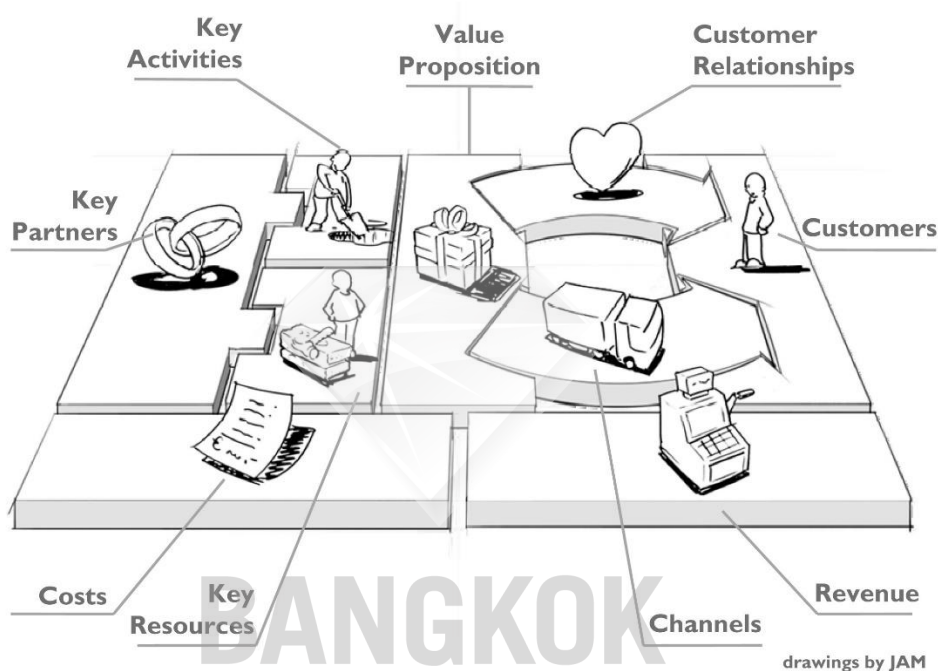 Key
Activities
Value
Proposition
Customer
Relationships
Key
Partners
Customers
Costs
Key
Resources
Channels
Revenue
BANGKOK
drawings by JAM